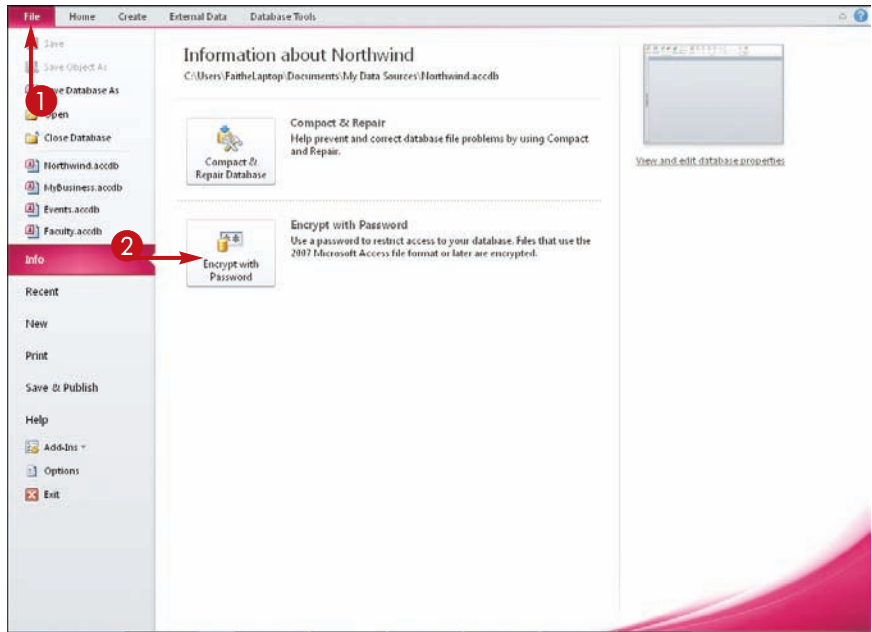 File Home Create External Data Database Tools
Save
Save Object As
Save Database As
Open
Close Database
Northwind.accdb
MyBusiness.accdb
Events.accdb
Faculty.accdb
Info
Recent
New
Print
Save & Publish
Help
Add-Ins
Options
Exit
1
2
Information about Northwind
C:\Users\FaitheLaptop\Documents\My Data Sources\Northwind.accdb
Compact &
Repair Database
Compact & Repair
Help prevent and correct database file problems by using Compact
and Repair.
Encrypt with
Password
Encrypt with Password
Use a password to restrict access to your database. Files that use the
2007 Microsoft Access file format or later are encrypted.
View and edit database properties